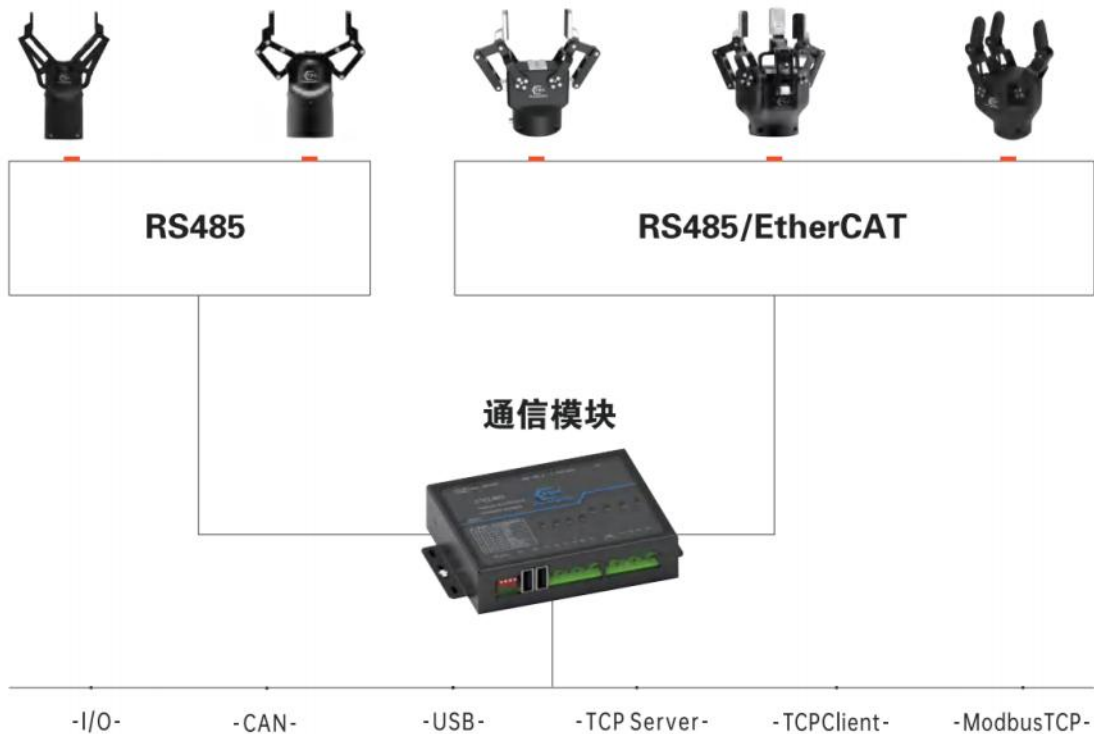 RS485
RS485/EtherCAT
通信模块
-I/O-
-CAN-
-USB-
-TCP Server-
-TCPClient-
-ModbusTCP-